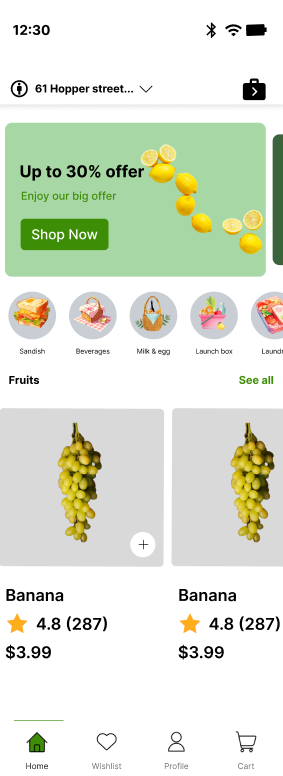 12:30
61 Hopper street...
Up to 30% offer
Enjoy our big offer
Shop Now
Sandish
Beverages
Milk & egg
Launch box
Laund
Fruits
See all
Banana
4.8 (287)
$3.99
Banana
4.8 (287)
$3.99
Home
Wishlist
Profile
Cart